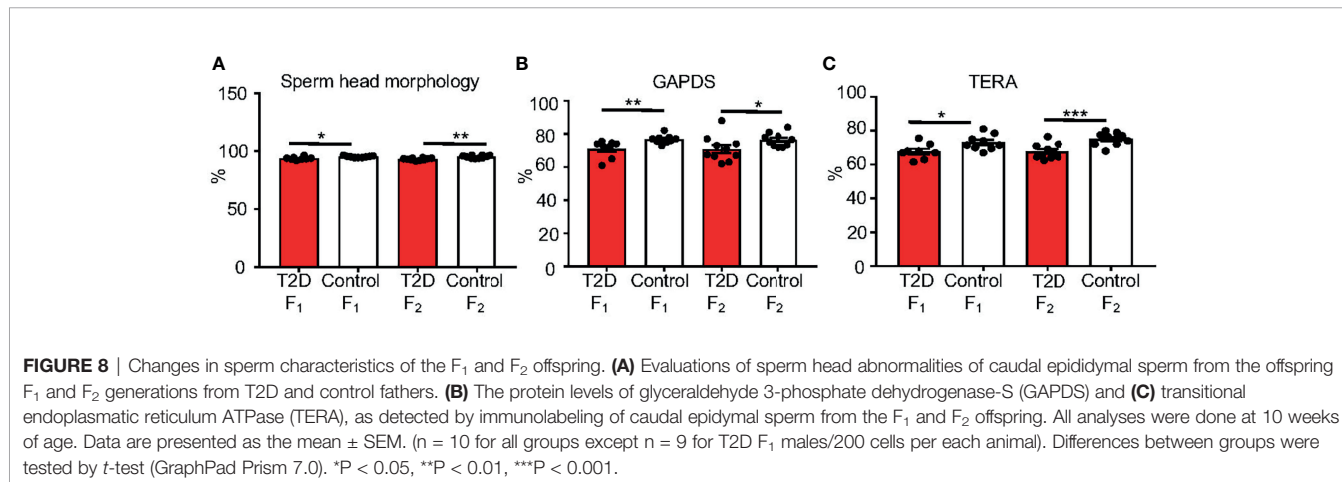 A
Sperm head morphology
150
100
50
0
%
*
**
T2D Control T2D Control
F₁ F₁ F₂ F₂
B
GAPDS
100
80
60
40
20
0
%
**
*
T2D Control T2D Control
F₁ F₁ F₂ F₂
C
TERA
100
80
60
40
20
0
%
*
***
T2D Control T2D Control
F₁ F₁ F₂ F₂
FIGURE 8 | Changes in sperm characteristics of the F₁ and F₂ offspring. (A) Evaluations of sperm head abnormalities of caudal epididymal sperm from the offspring
F₁ and F₂ generations from T2D and control fathers. (B) The protein levels of glyceraldehyde 3-phosphate dehydrogenase-S (GAPDS) and (C) transitional
endoplasmatic reticulum ATPase (TERA), as detected by immunolabeling of caudal epidymal sperm from the F₁ and F₂ offspring. All analyses were done at 10 weeks
of age. Data are presented as the mean ± SEM. (n = 10 for all groups except n = 9 for T2D F₁ males/200 cells per each animal). Differences between groups were
tested by t-test (GraphPad Prism 7.0). *P < 0.05, **P < 0.01, ***P < 0.001.